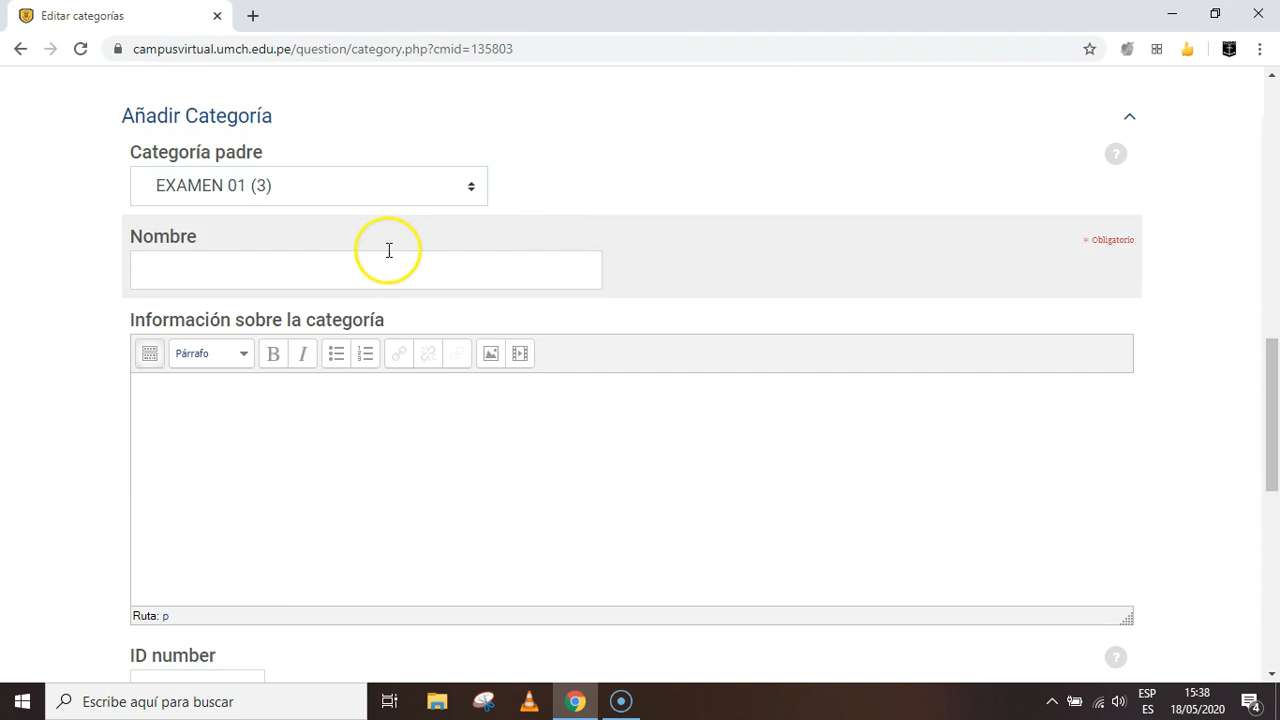 Editar categorías
campusvirtual.umch.edu.pe/question/category.php?cmid=135803
Añadir Categoría
Categoría padre
EXAMEN 01 (3)
Nombre
* Obligatorio
Información sobre la categoría
Párrafo
B I
Ruta: p
ID number
Escribe aquí para buscar
ESP
ES
15:38
18/05/2020
4